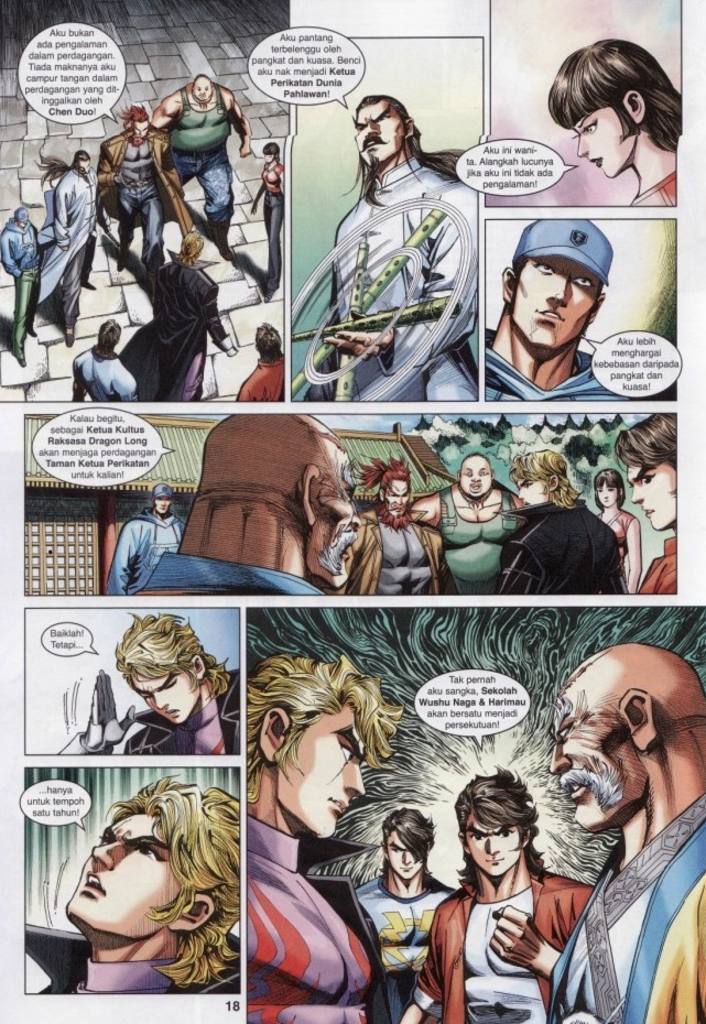 Aku bukan
ada pengalaman
dalam perdagangan.
Tiada maknanya aku
campur tangan dalam
perdagangan yang dit-
inggalkan oleh
Chen Duo!
Aku pantang
terbelenggu oleh
pangkat dan kuasa. Benci
aku nak menjadi Ketua
Perikatan Dunia
Pahlawan!
Aku ini wani-
ta. Alangkah lucunya
jika aku ini tidak ada
pengalaman!
Aku lebih
menghargai
kebebasan daripada
pangkat dan
kuasa!
Kalau begitu,
sebagai Ketua Kultus
Raksasa Dragon Long
akan menjaga perdagangan
Taman Ketua Perikatan
untuk kalian!
Baiklah!
Tetapi...
...hanya
untuk tempoh
satu tahun!
Tak pernah
aku sangka, Sekolah
Wushu Naga & Harimau
akan bersatu menjadi
persekutuan!
18